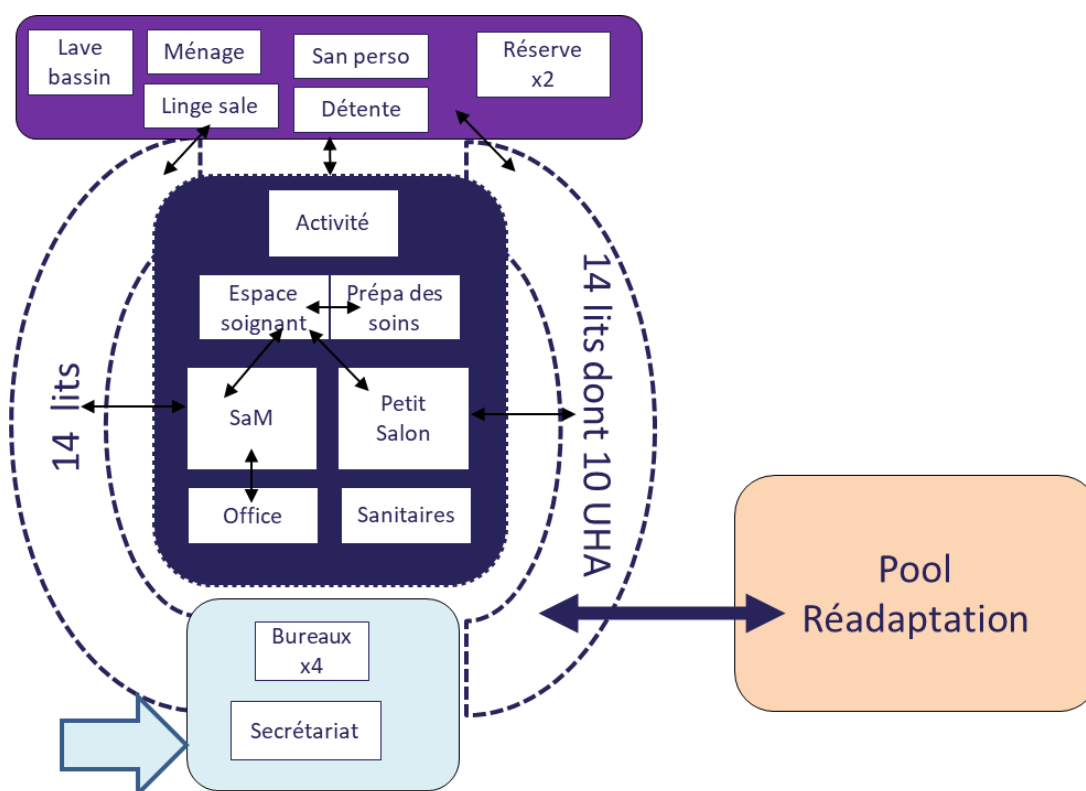 Lave
bassin
Ménage
San perso
Réserve
x2
Linge sale
Détente
Activité
Espace
soignant
Prépa des
soins
14 lits
SaM
Petit
Salon
14 lits dont 10 UHA
Office
Sanitaires
Pool
Réadaptation
Bureaux
x4
Secrétariat